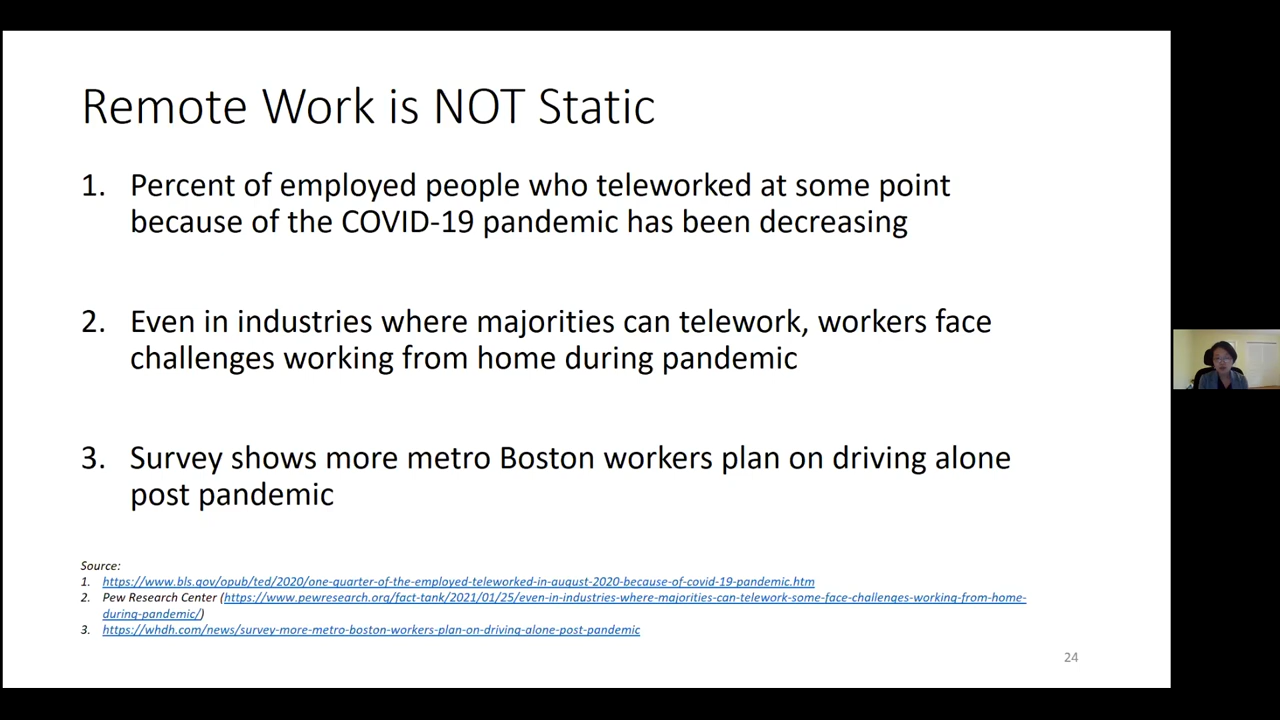 Remote Work is NOT Static
1. Percent of employed people who teleworked at some point
because of the COVID-19 pandemic has been decreasing
2. Even in industries where majorities can telework, workers face
challenges working from home during pandemic
3. Survey shows more metro Boston workers plan on driving alone
post pandemic
Source:
1. https://www.bls.gov/opub/ted/2020/one-quarter-of-the-employed-teleworked-in-august-2020-because-of-covid-19-pandemic.htm
2. Pew Research Center (https://www.pewresearch.org/fact-tank/2021/01/25/even-in-industries-where-majorities-can-telework-some-face-challenges-working-from-home-
during-pandemic/)
3. https://whdh.com/news/survey-more-metro-boston-workers-plan-on-driving-alone-post-pandemic
24